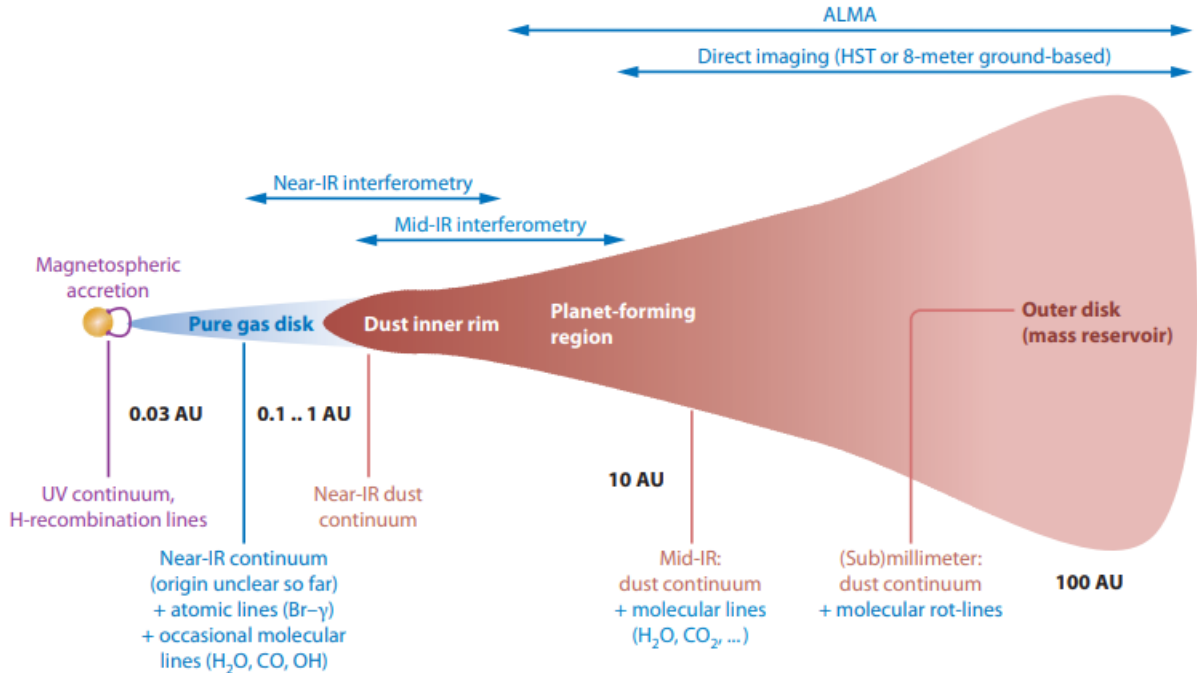 ALMA
Direct imaging (HST or 8-meter ground-based)
Near-IR interferometry
Mid-IR interferometry
Magnetospheric
accretion
Pure gas disk
Dust inner rim
Planet-forming
region
Outer disk
(mass reservoir)
0.03 AU
0.1 .. 1 AU
10 AU
100 AU
UV continuum,
H-recombination lines
Near-IR dust
continuum
Near-IR continuum
(origin unclear so far)
+ atomic lines (Br–γ)
+ occasional molecular
lines (H₂O, CO, OH)
Mid-IR:
dust continuum
+ molecular lines
(H₂O, CO₂, ...)
(Sub)millimeter:
dust continuum
+ molecular rot-lines